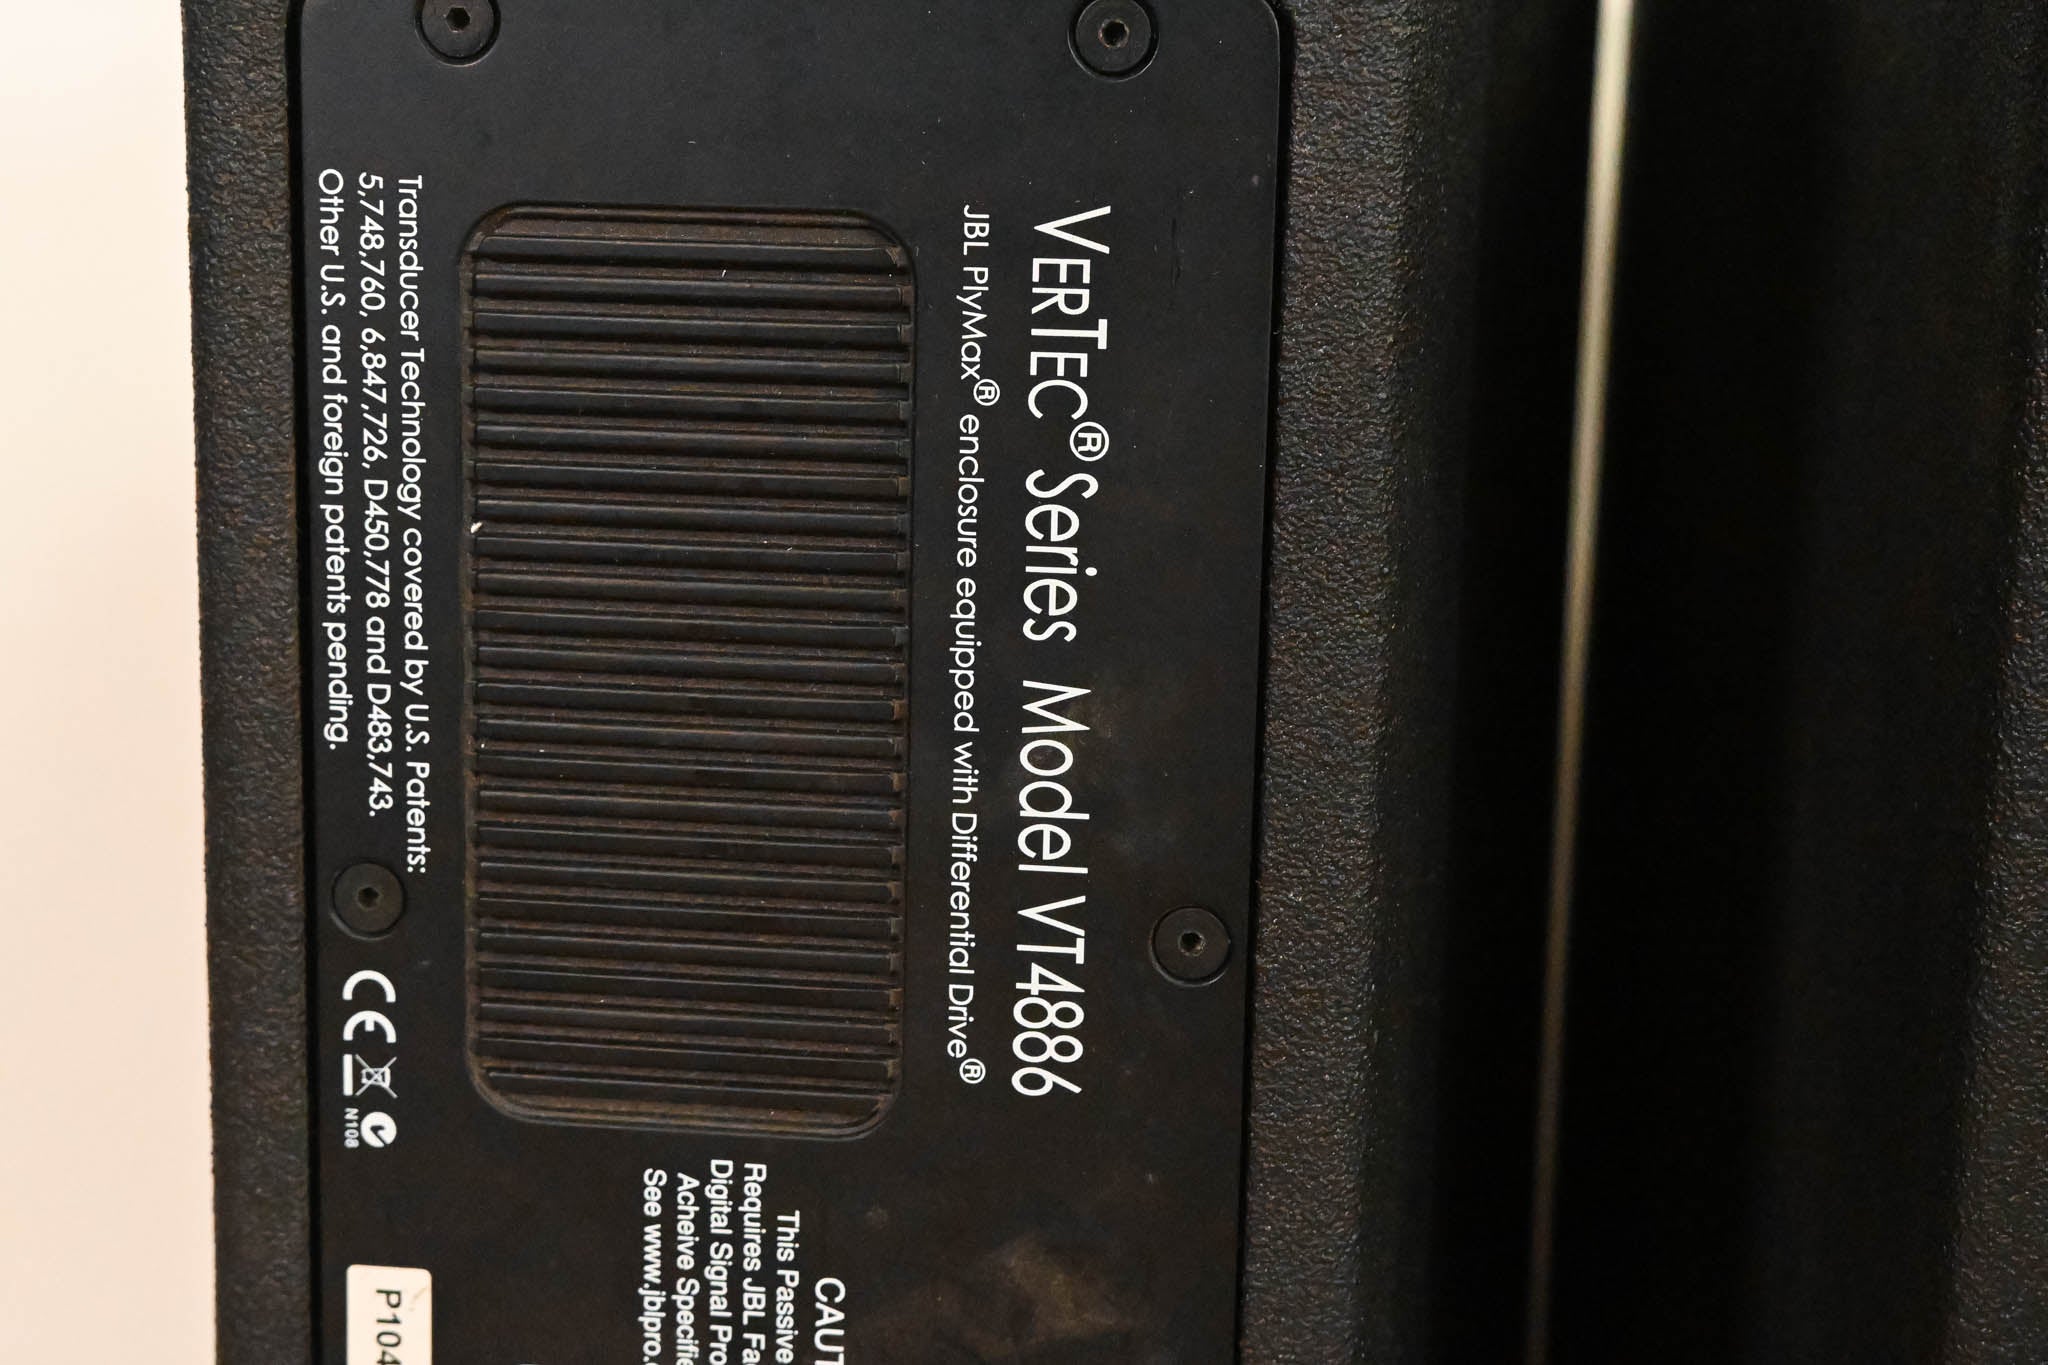 VERTEC® Series Model VT4886
JBL PlyMax® enclosure equipped with Differential Drive®
Transducer Technology covered by U.S. Patents:
5,748,760, 6,847,726, D450,778 and D483,743.
Other U.S. and foreign patents pending.
CE
N108
CAUT
This Passive
Requires JBL Fa
Digital Signal Pro
Acheive Specifie
See www.jblpro.
P104